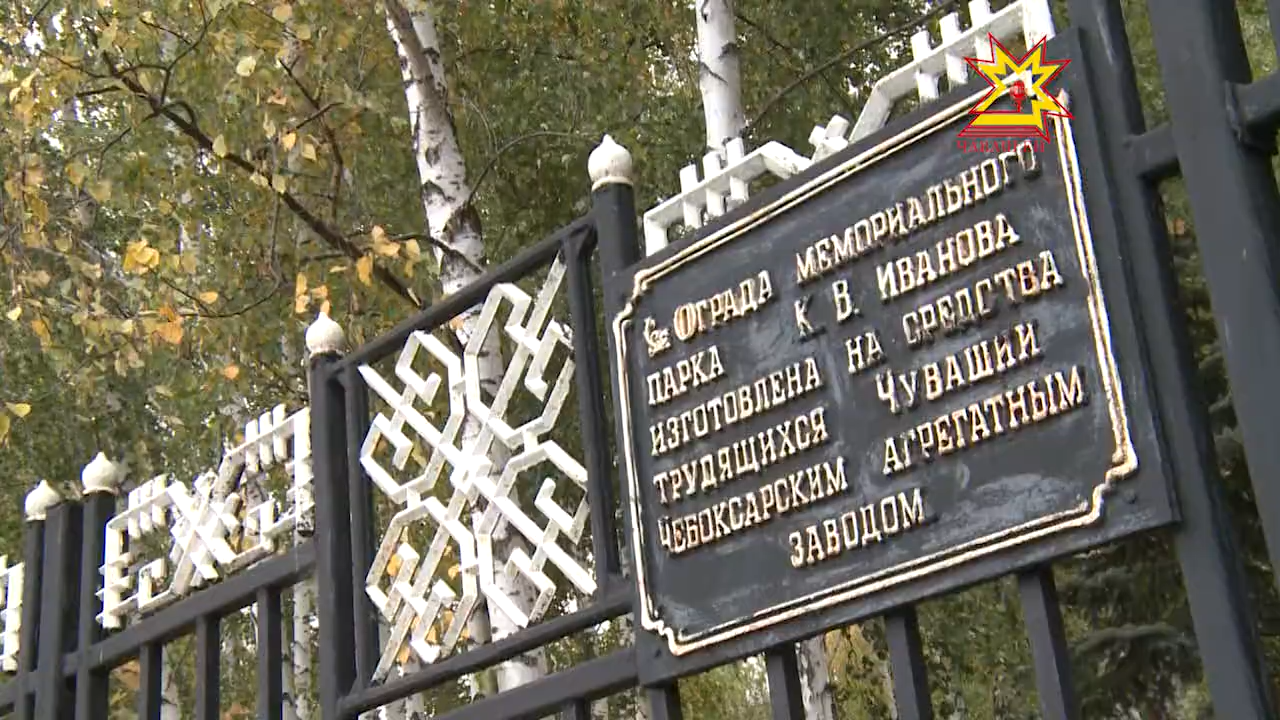 ОГРАДА МЕМОРИАЛЬНОГО
ПАРКА К. В. ИВАНОВА
ИЗГОТОВЛЕНА НА СРЕДСТВА
ТРУДЯЩИХСЯ ЧУВАШИИ
ЧЕБОКСАРСКИМ АГРЕГАТНЫМ
ЗАВОДОМ